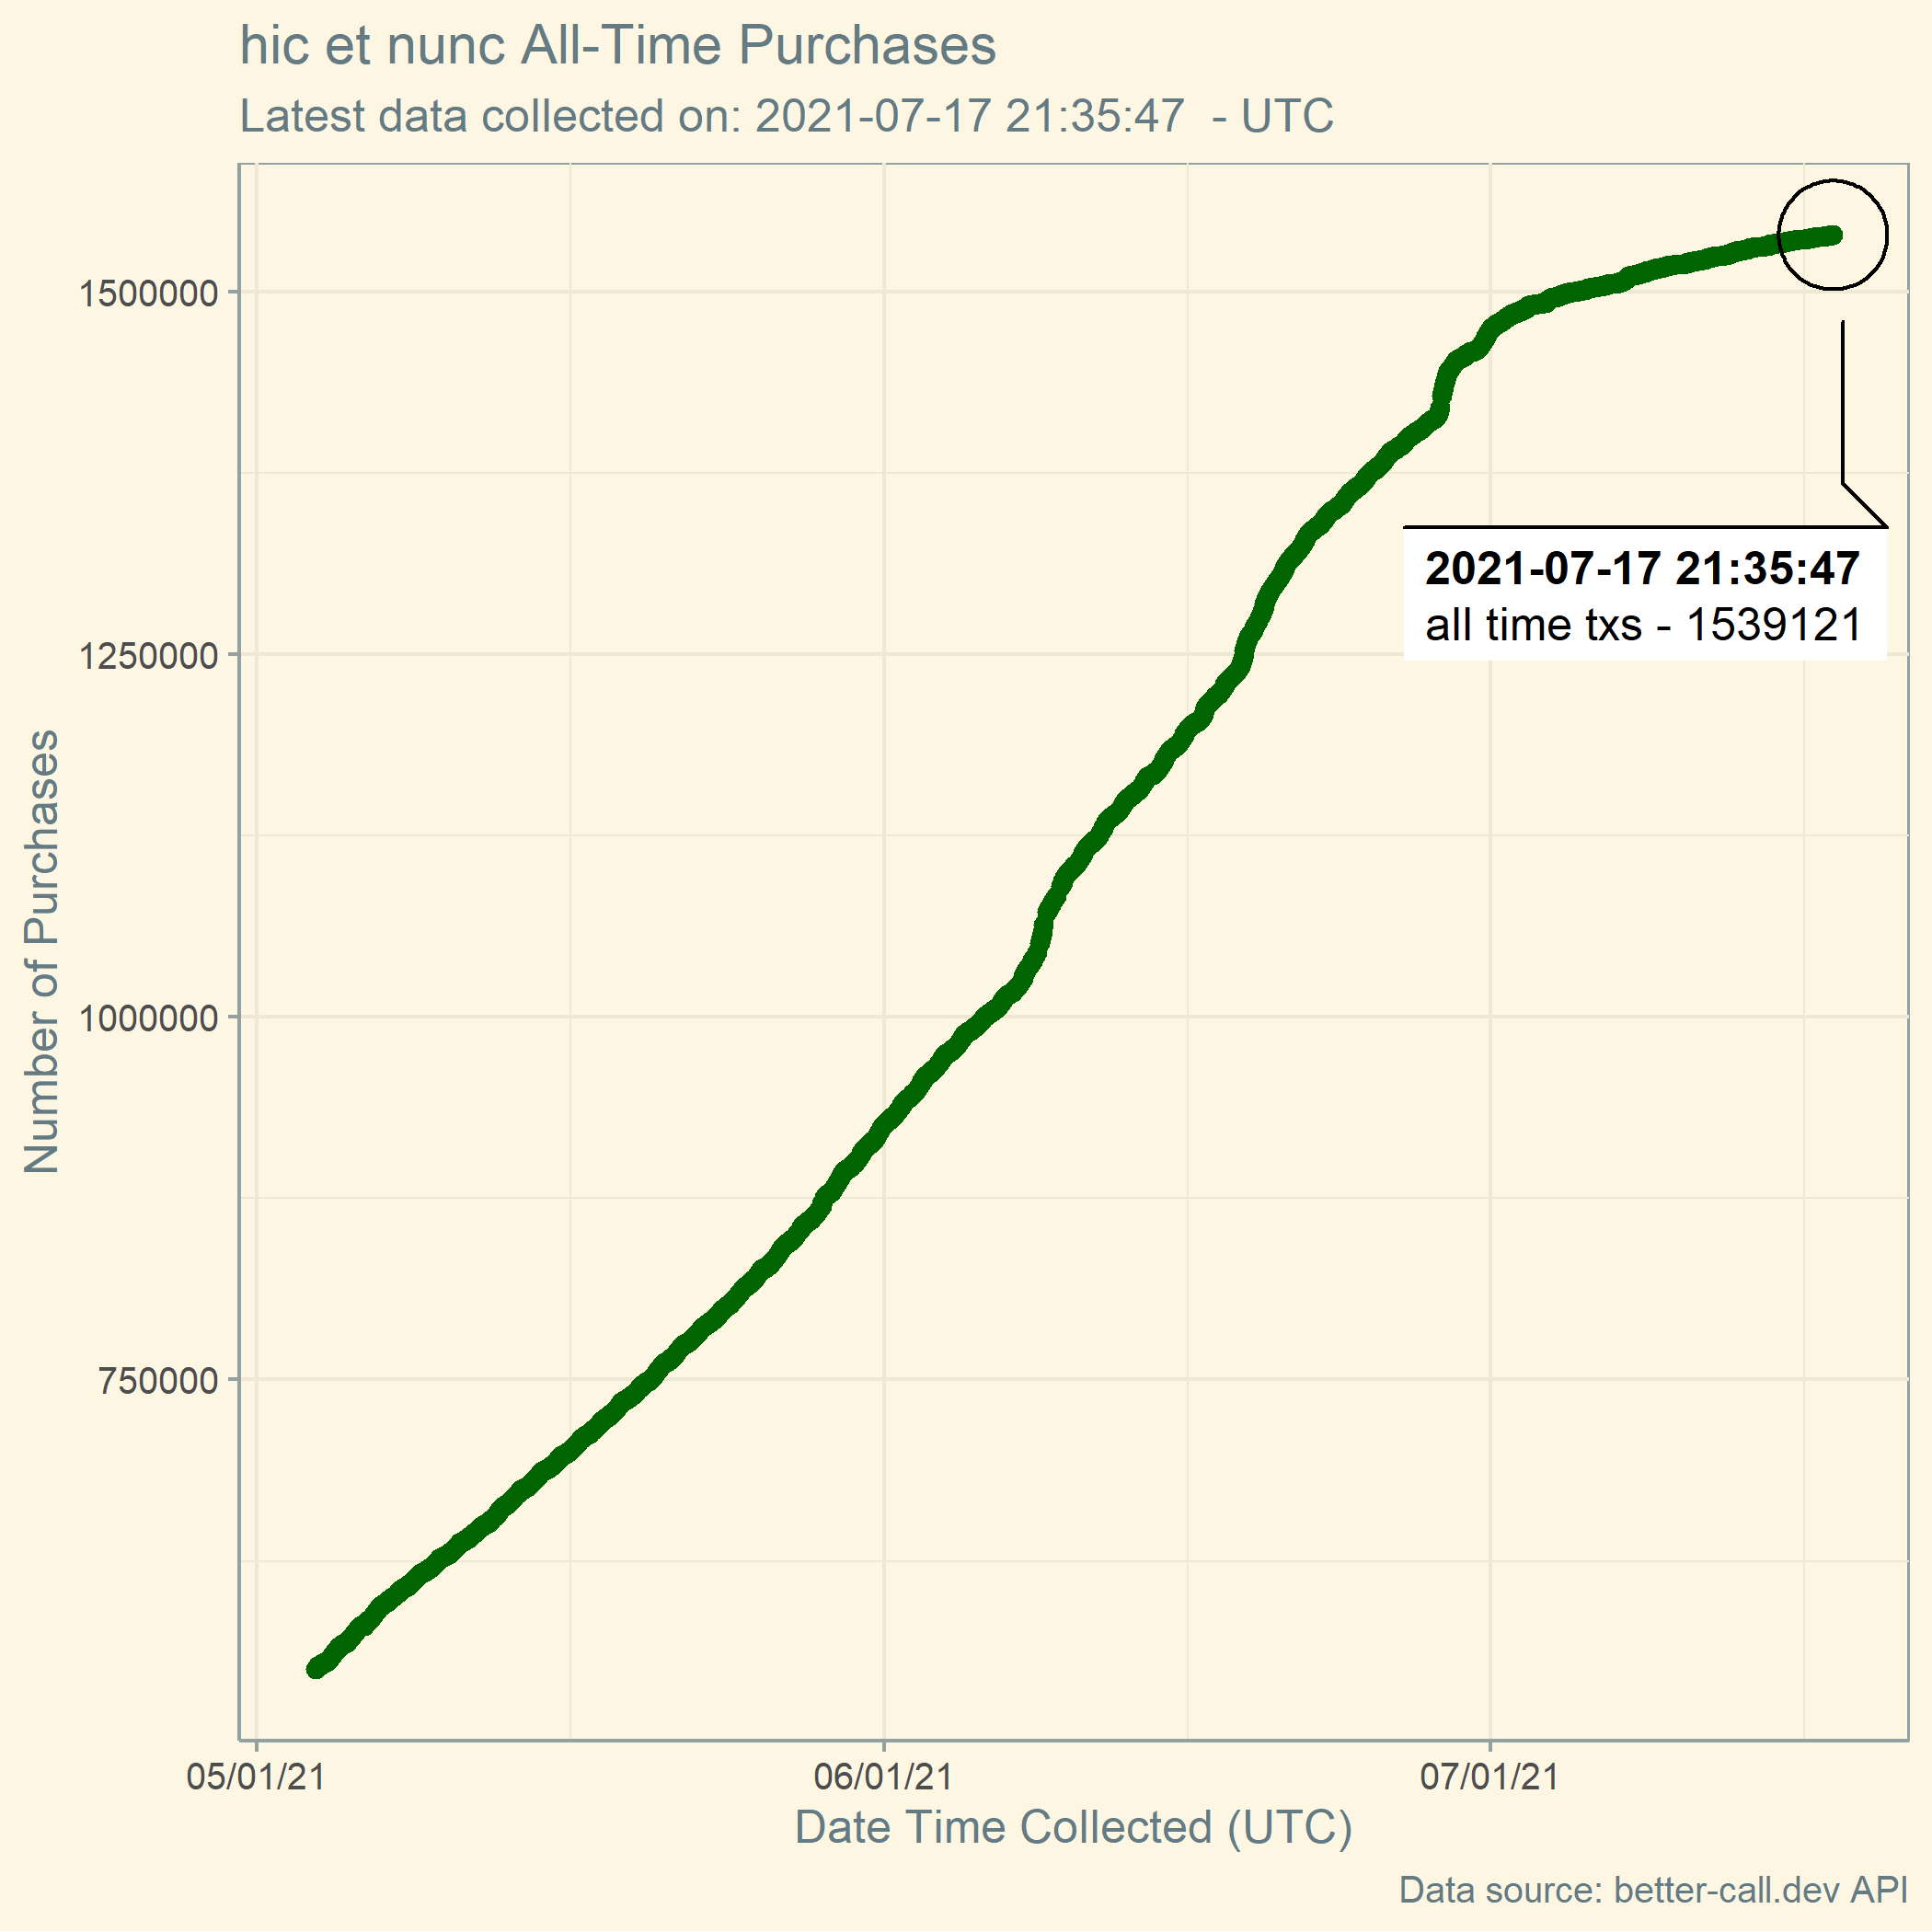 hic et nunc All-Time Purchases
Latest data collected on: 2021-07-17 21:35:47  - UTC
Number of Purchases
1500000
1250000
1000000
750000
2021-07-17 21:35:47
all time txs - 1539121
05/01/21
06/01/21
07/01/21
Date Time Collected (UTC)
Data source: better-call.dev API